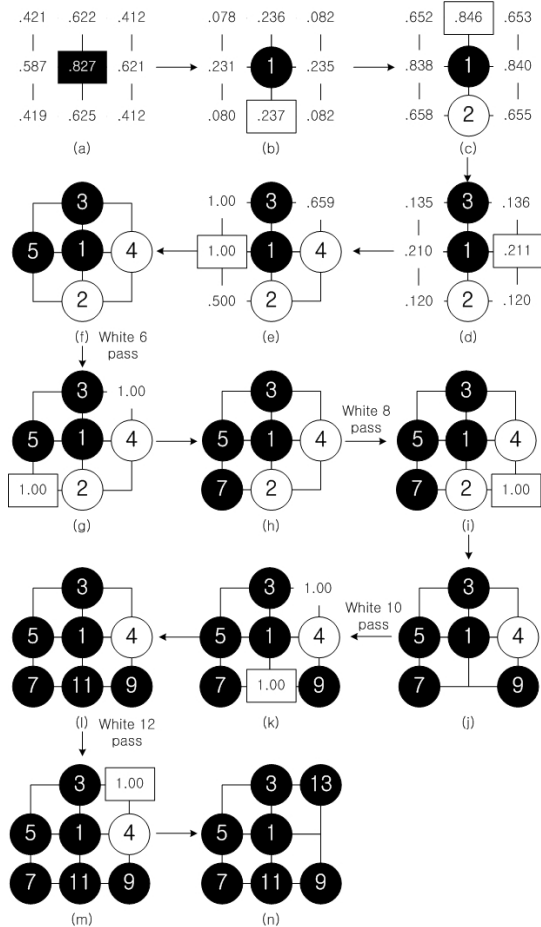 .421 .622 .412 .078 .236 .082 .652 .846 .653
.587 .827 .621 .231 1 .235 .838 1 .840
.419 .625 .412 .080 .237 .082 .658 2 .655
(a) (b) (c)
3 1.00 3 .659 .135 3 .136
5 1 4 1.00 1 4 .210 1 .211
2 .500 2 .120 2 .120
(f) (e) (d)
White 6
pass
3 1.00 3 3
5 1 4 5 1 4 White 8 5 1 4
pass
1.00 2 7 2 7 2 1.00
(g) (h) (i)
3 3 1.00 3
5 1 4 5 1 4 White 10 5 1 4
pass
7 11 9 7 1.00 9 7 9
(l) (k) (j)
White 12
pass
3 1.00 3 13
5 1 4 5 1
7 11 9 7 11 9
(m) (n)